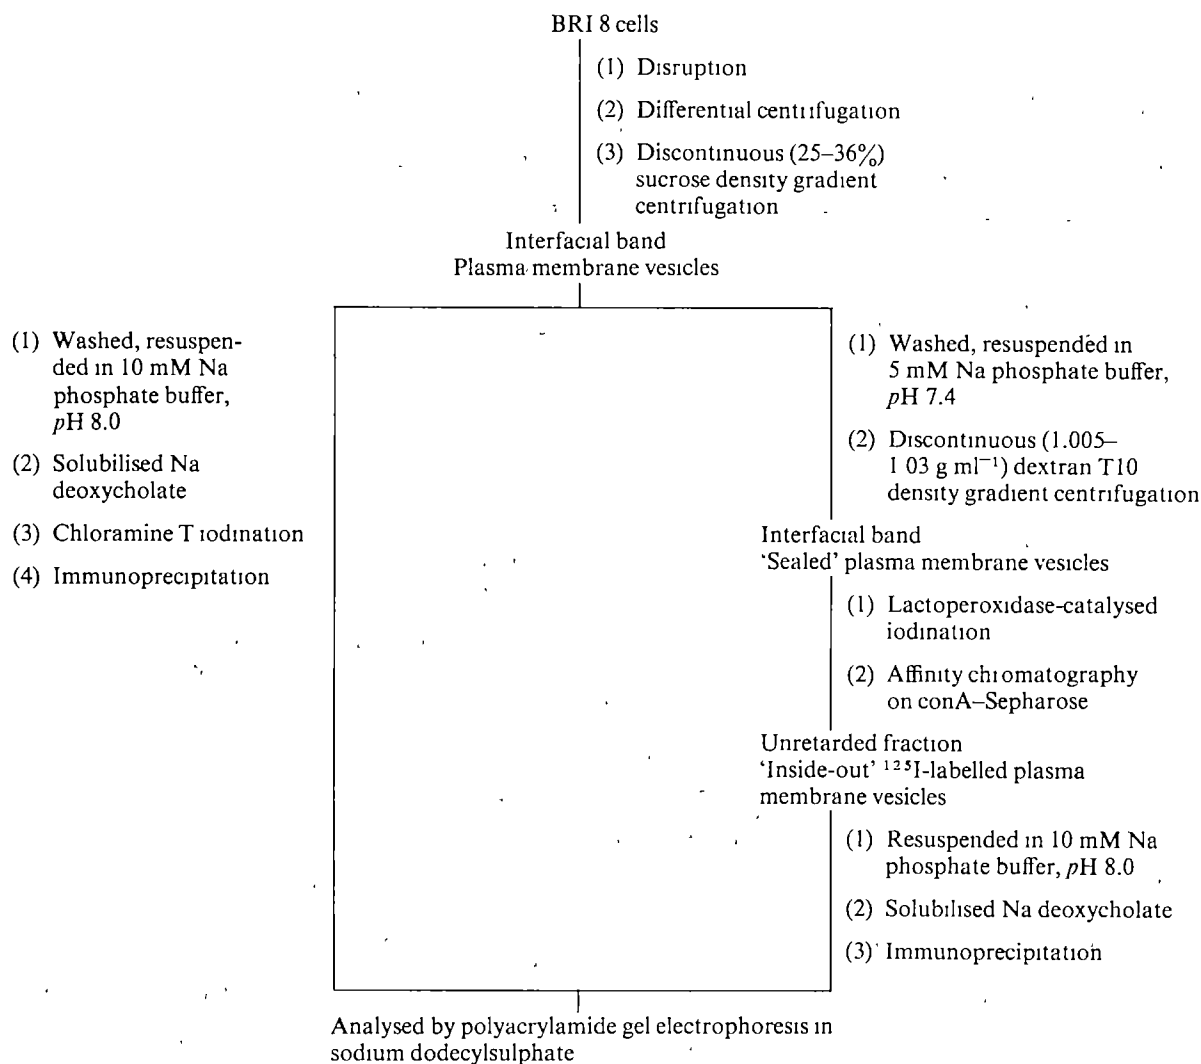 BRI 8 cells
(1) Disruption
(2) Differential centrifugation
(3) Discontinuous (25–36%)
sucrose density gradient
centrifugation
Interfacial band
Plasma membrane vesicles
(1) Washed, resuspen-
ded in 10 mM Na
phosphate buffer,
pH 8.0
(2) Solubilised Na
deoxycholate
(3) Chloramine T iodination
(4) Immunoprecipitation
(1) Washed, resuspended in
5 mM Na phosphate buffer,
pH 7.4
(2) Discontinuous (1.005–
1 03 g ml⁻¹) dextran T10
density gradient centrifugation
Interfacial band
‘Sealed’ plasma membrane vesicles
(1) Lactoperoxidase-catalysed
iodination
(2) Affinity chromatography
on conA–Sepharose
Unretarded fraction
‘Inside-out’ ¹²⁵I-labelled plasma
membrane vesicles
(1) Resuspended in 10 mM Na
phosphate buffer, pH 8.0
(2) Solubilised Na deoxycholate
(3) Immunoprecipitation
Analysed by polyacrylamide gel electrophoresis in
sodium dodecylsulphate